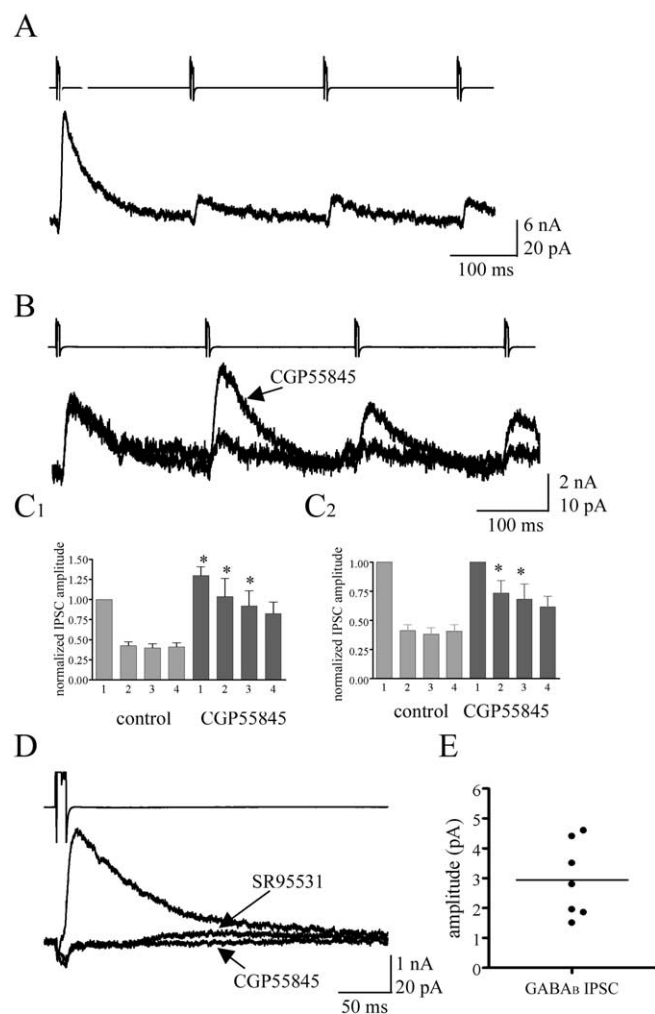 A
6 nA
20 pA
100 ms
B
CGP55845
2 nA
10 pA
100 ms
C1
normalized IPSC amplitude
1.50
1.25
1.00
0.75
0.50
0.25
0.00
* * *
1 2 3 4 1 2 3 4
control CGP55845
C2
normalized IPSC amplitude
1.00
0.75
0.50
0.25
0.00
* *
1 2 3 4 1 2 3 4
control CGP55845
D
SR95531
CGP55845
1 nA
20 pA
50 ms
E
amplitude (pA)
6
5
4
3
2
1
0
GABAB IPSC